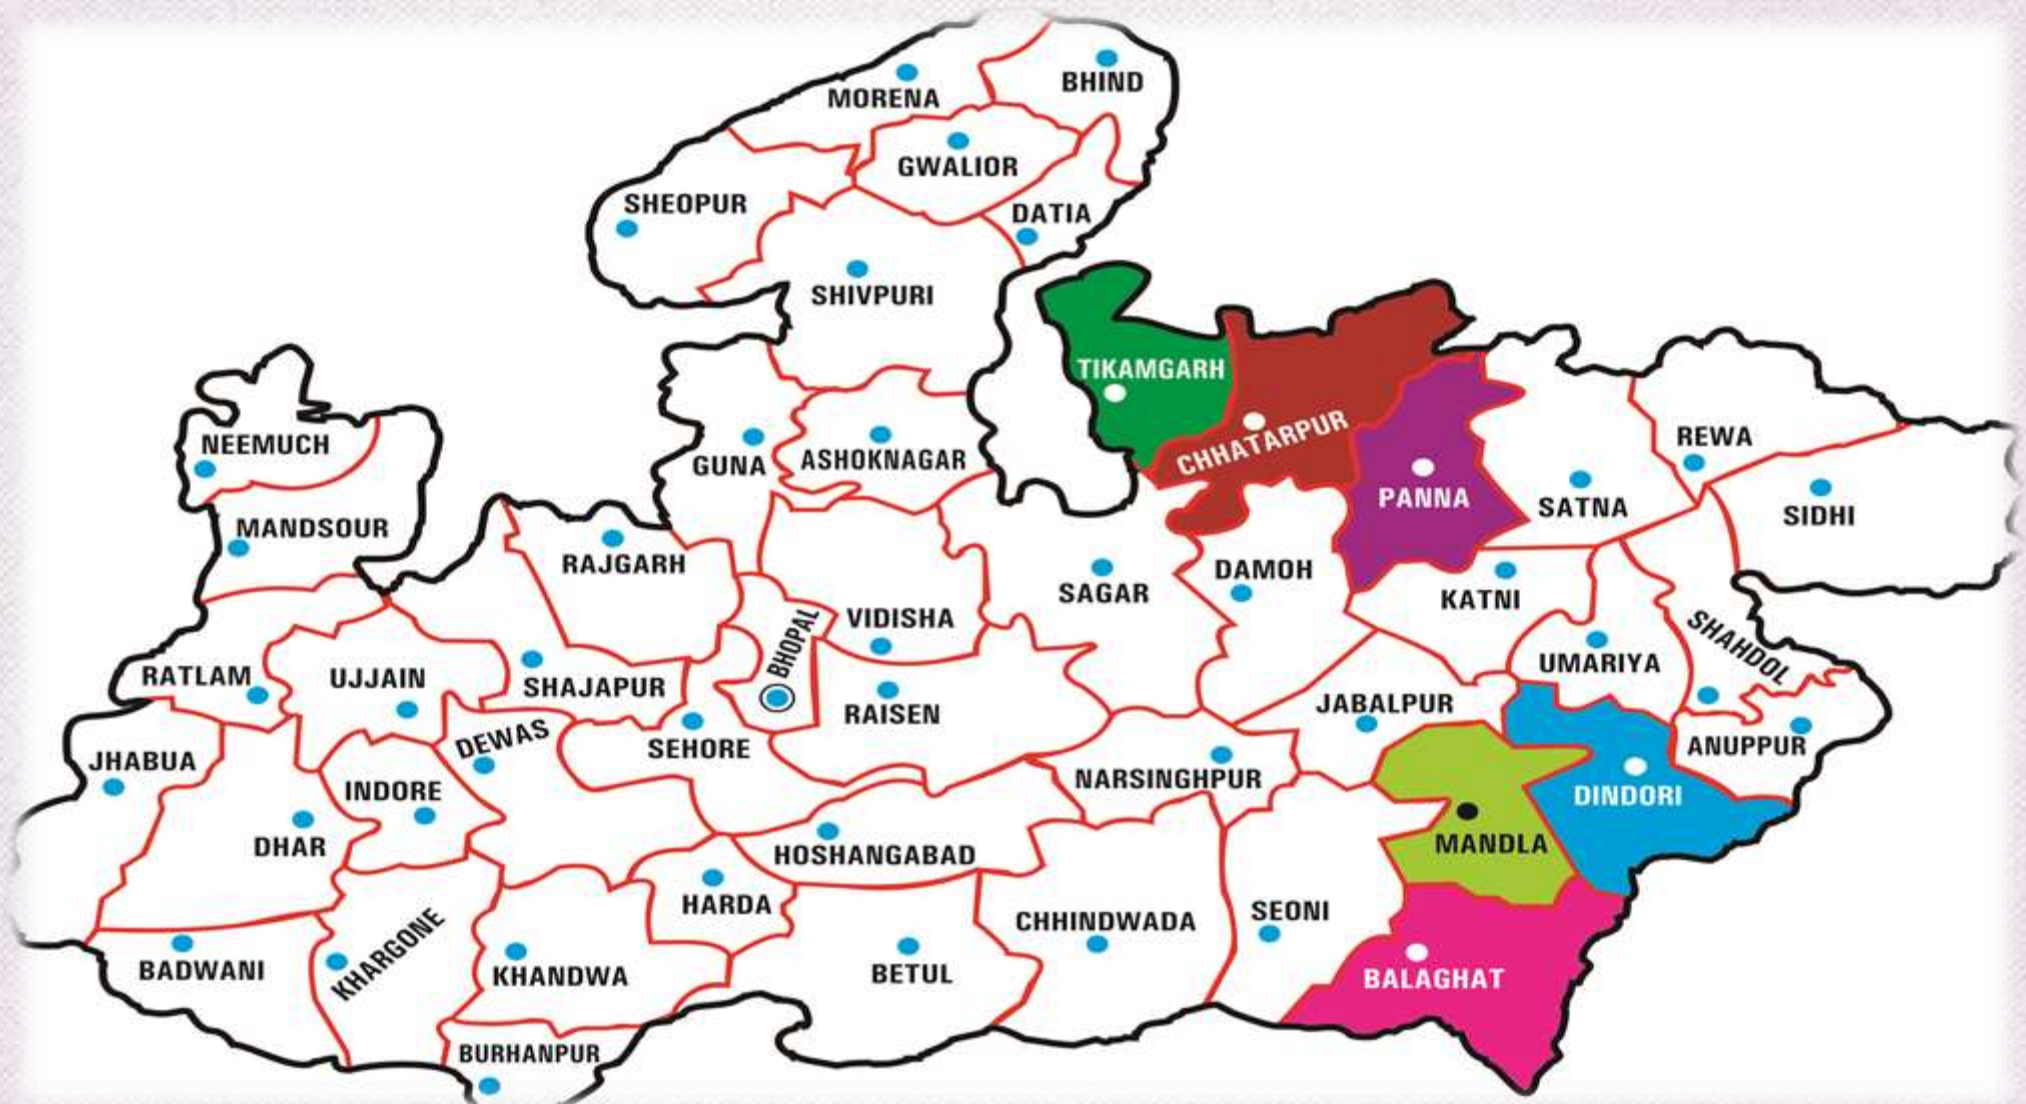 MORENA
BHIND
GWALIOR
SHEOPUR
DATIA
SHIVPURI
TIKAMGARH
CHHATARPUR
NEEMUCH
GUNA
ASHOKNAGAR
PANNA
SATNA
REWA
SIDHI
MANDSOUR
RAJGARH
VIDISHA
SAGAR
DAMOH
KATNI
UMARIYA
SHAHDOL
RATLAM
UJJAIN
SHAJAPUR
BHOPAL
RAISEN
JABALPUR
ANUPPUR
JHABUA
INDORE
DEWAS
SEHORE
NARSINGHPUR
DINDORI
DHAR
HOSHANGABAD
MANDLA
KHARGONE
HARDA
CHHINDWADA
SEONI
BADWANI
KHANDWA
BETUL
BALAGHAT
BURHANPUR